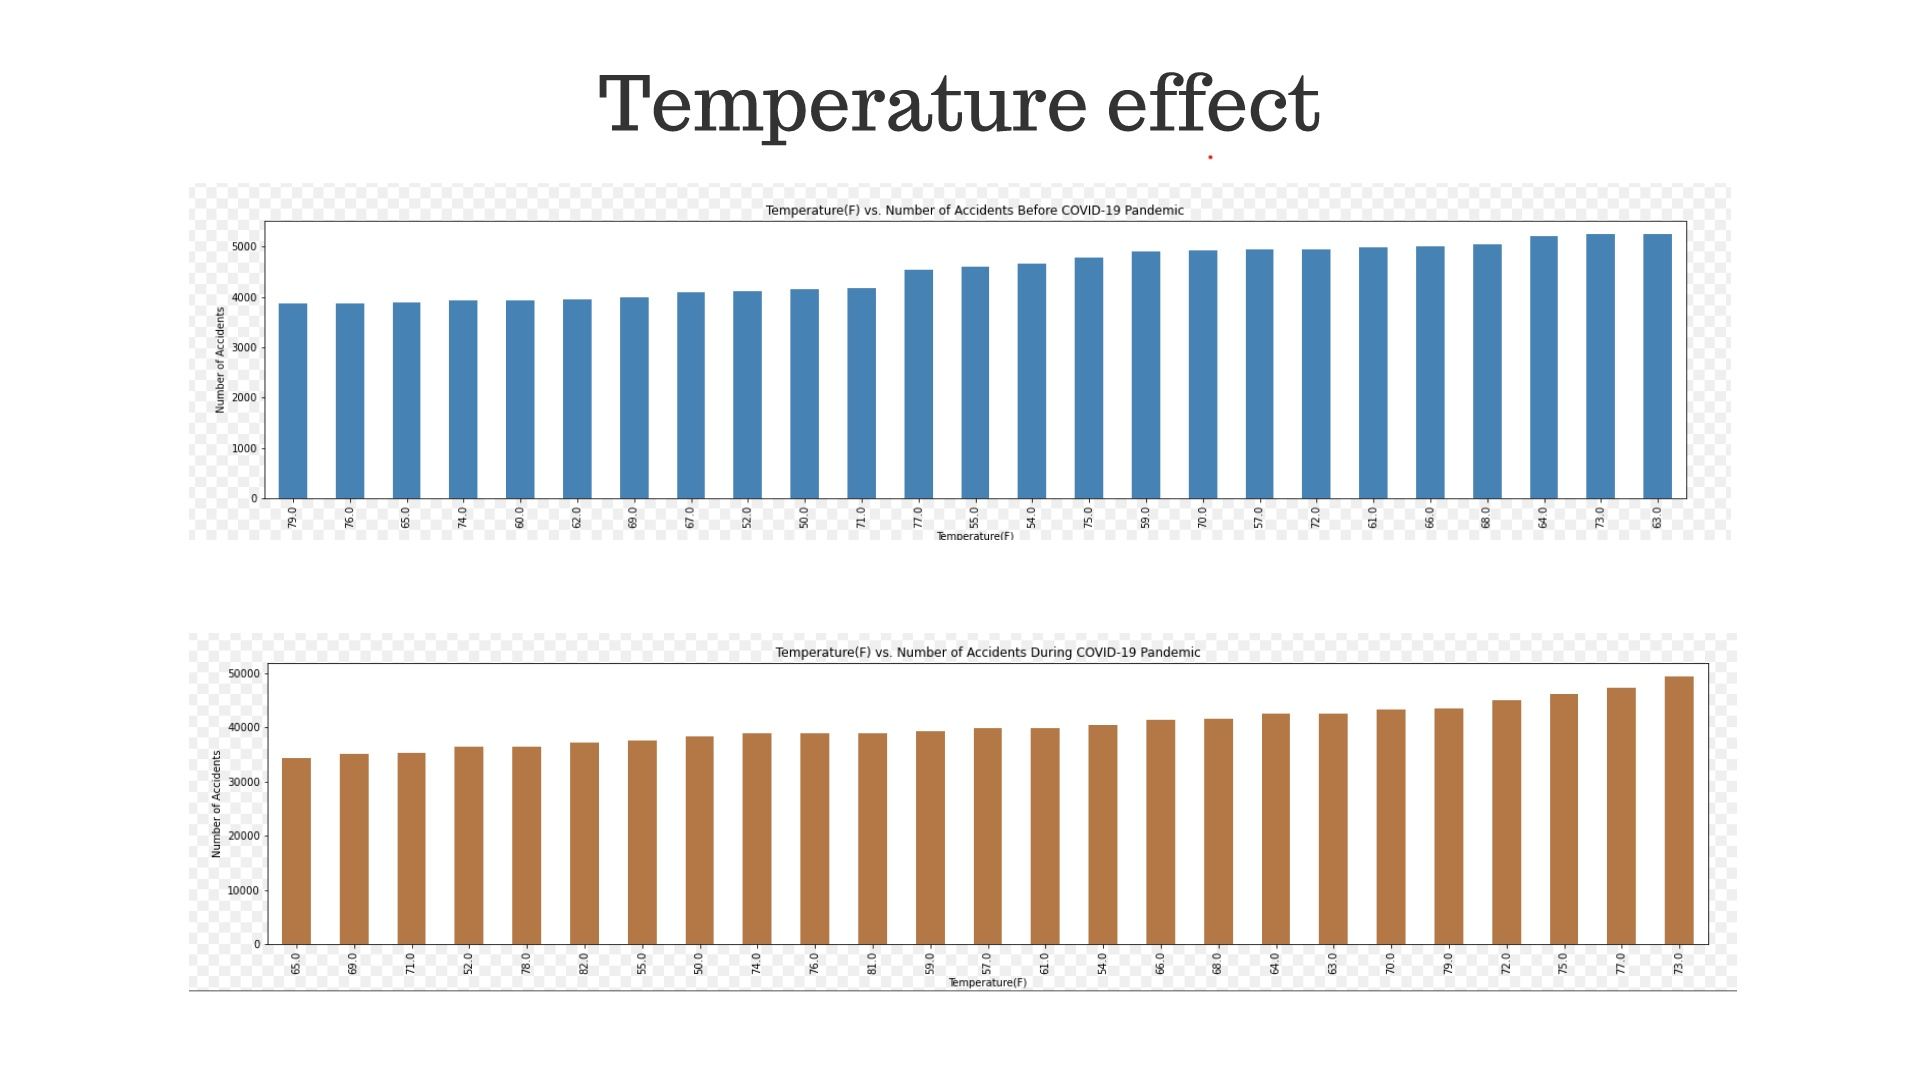 Temperature effect
Temperature(F) vs. Number of Accidents Before COVID-19 Pandemic
Number of Accidents
5000
4000
3000
2000
1000
0
79.0 76.0 65.0 74.0 60.0 62.0 69.0 67.0 52.0 50.0 71.0 77.0 55.0 54.0 75.0 59.0 70.0 57.0 72.0 61.0 66.0 68.0 64.0 73.0 63.0
Temperature(F)
Temperature(F) vs. Number of Accidents During COVID-19 Pandemic
Number of Accidents
50000
40000
30000
20000
10000
0
65.0 69.0 71.0 52.0 78.0 82.0 55.0 50.0 74.0 76.0 81.0 59.0 57.0 61.0 54.0 66.0 68.0 64.0 63.0 70.0 79.0 72.0 75.0 77.0 73.0
Temperature(F)